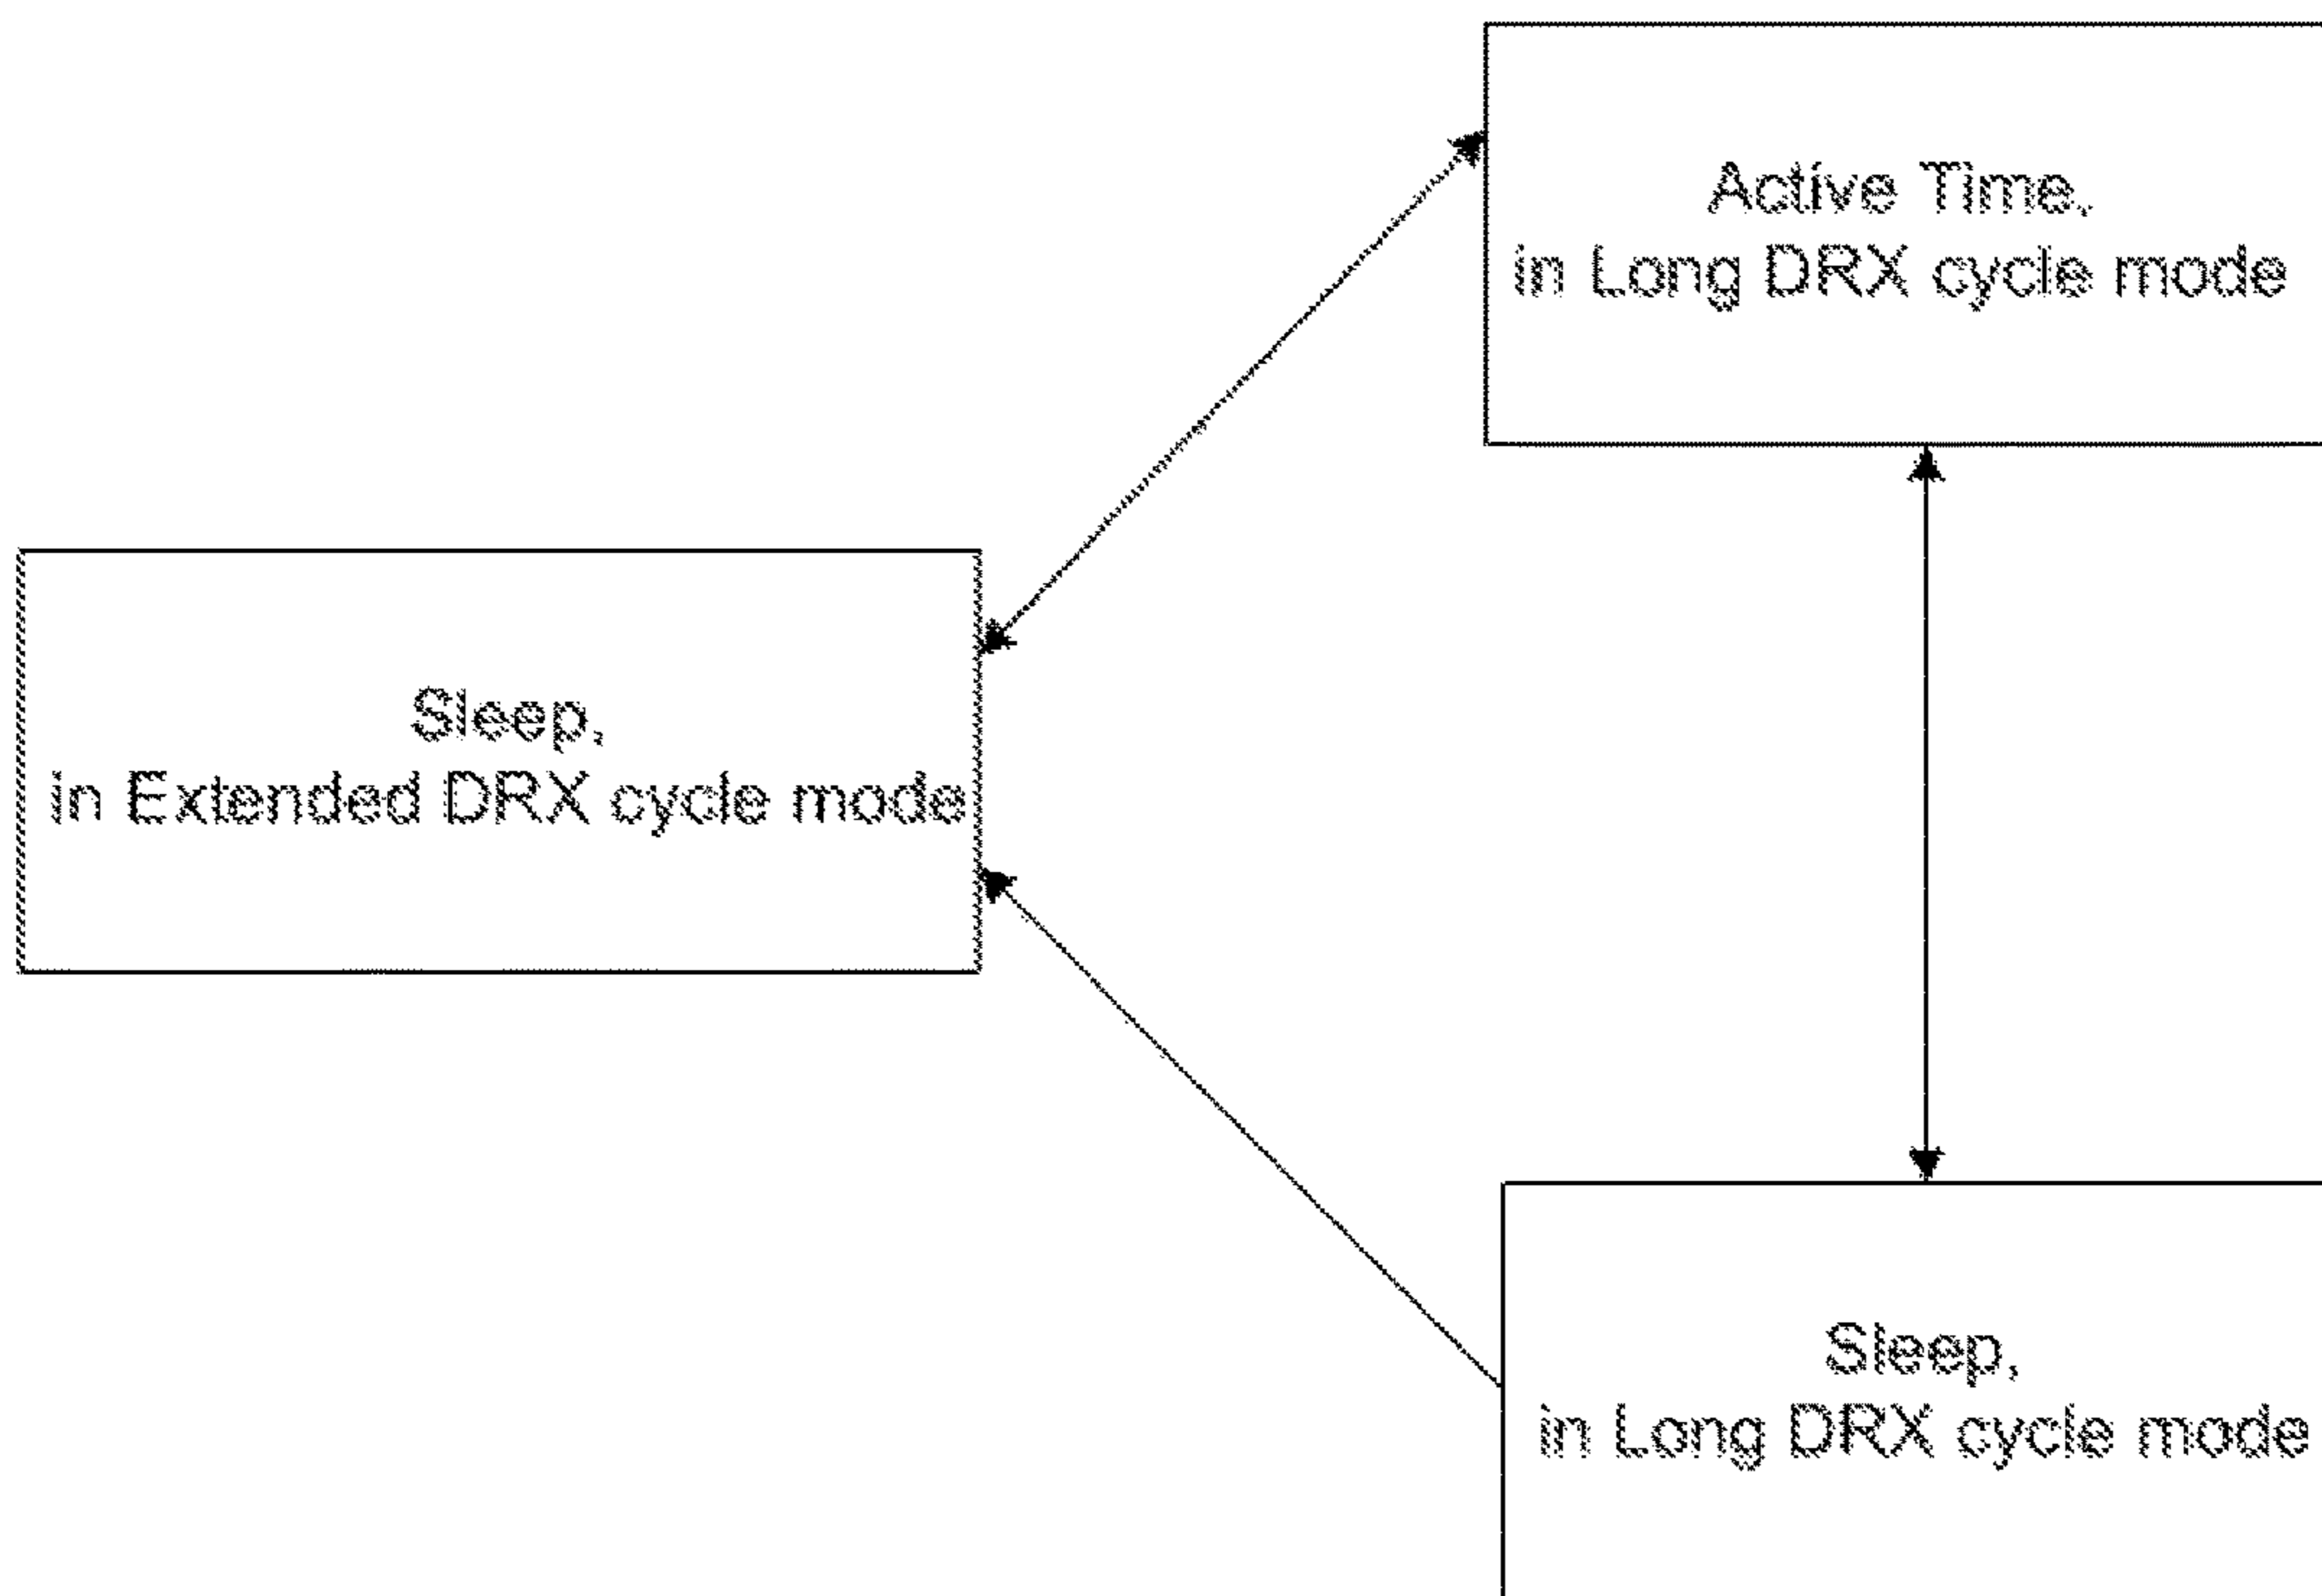 Active Time,
in Long DRX cycle mode
Sleep,
in Extended DRX cycle mode
Sleep,
in Long DRX cycle mode